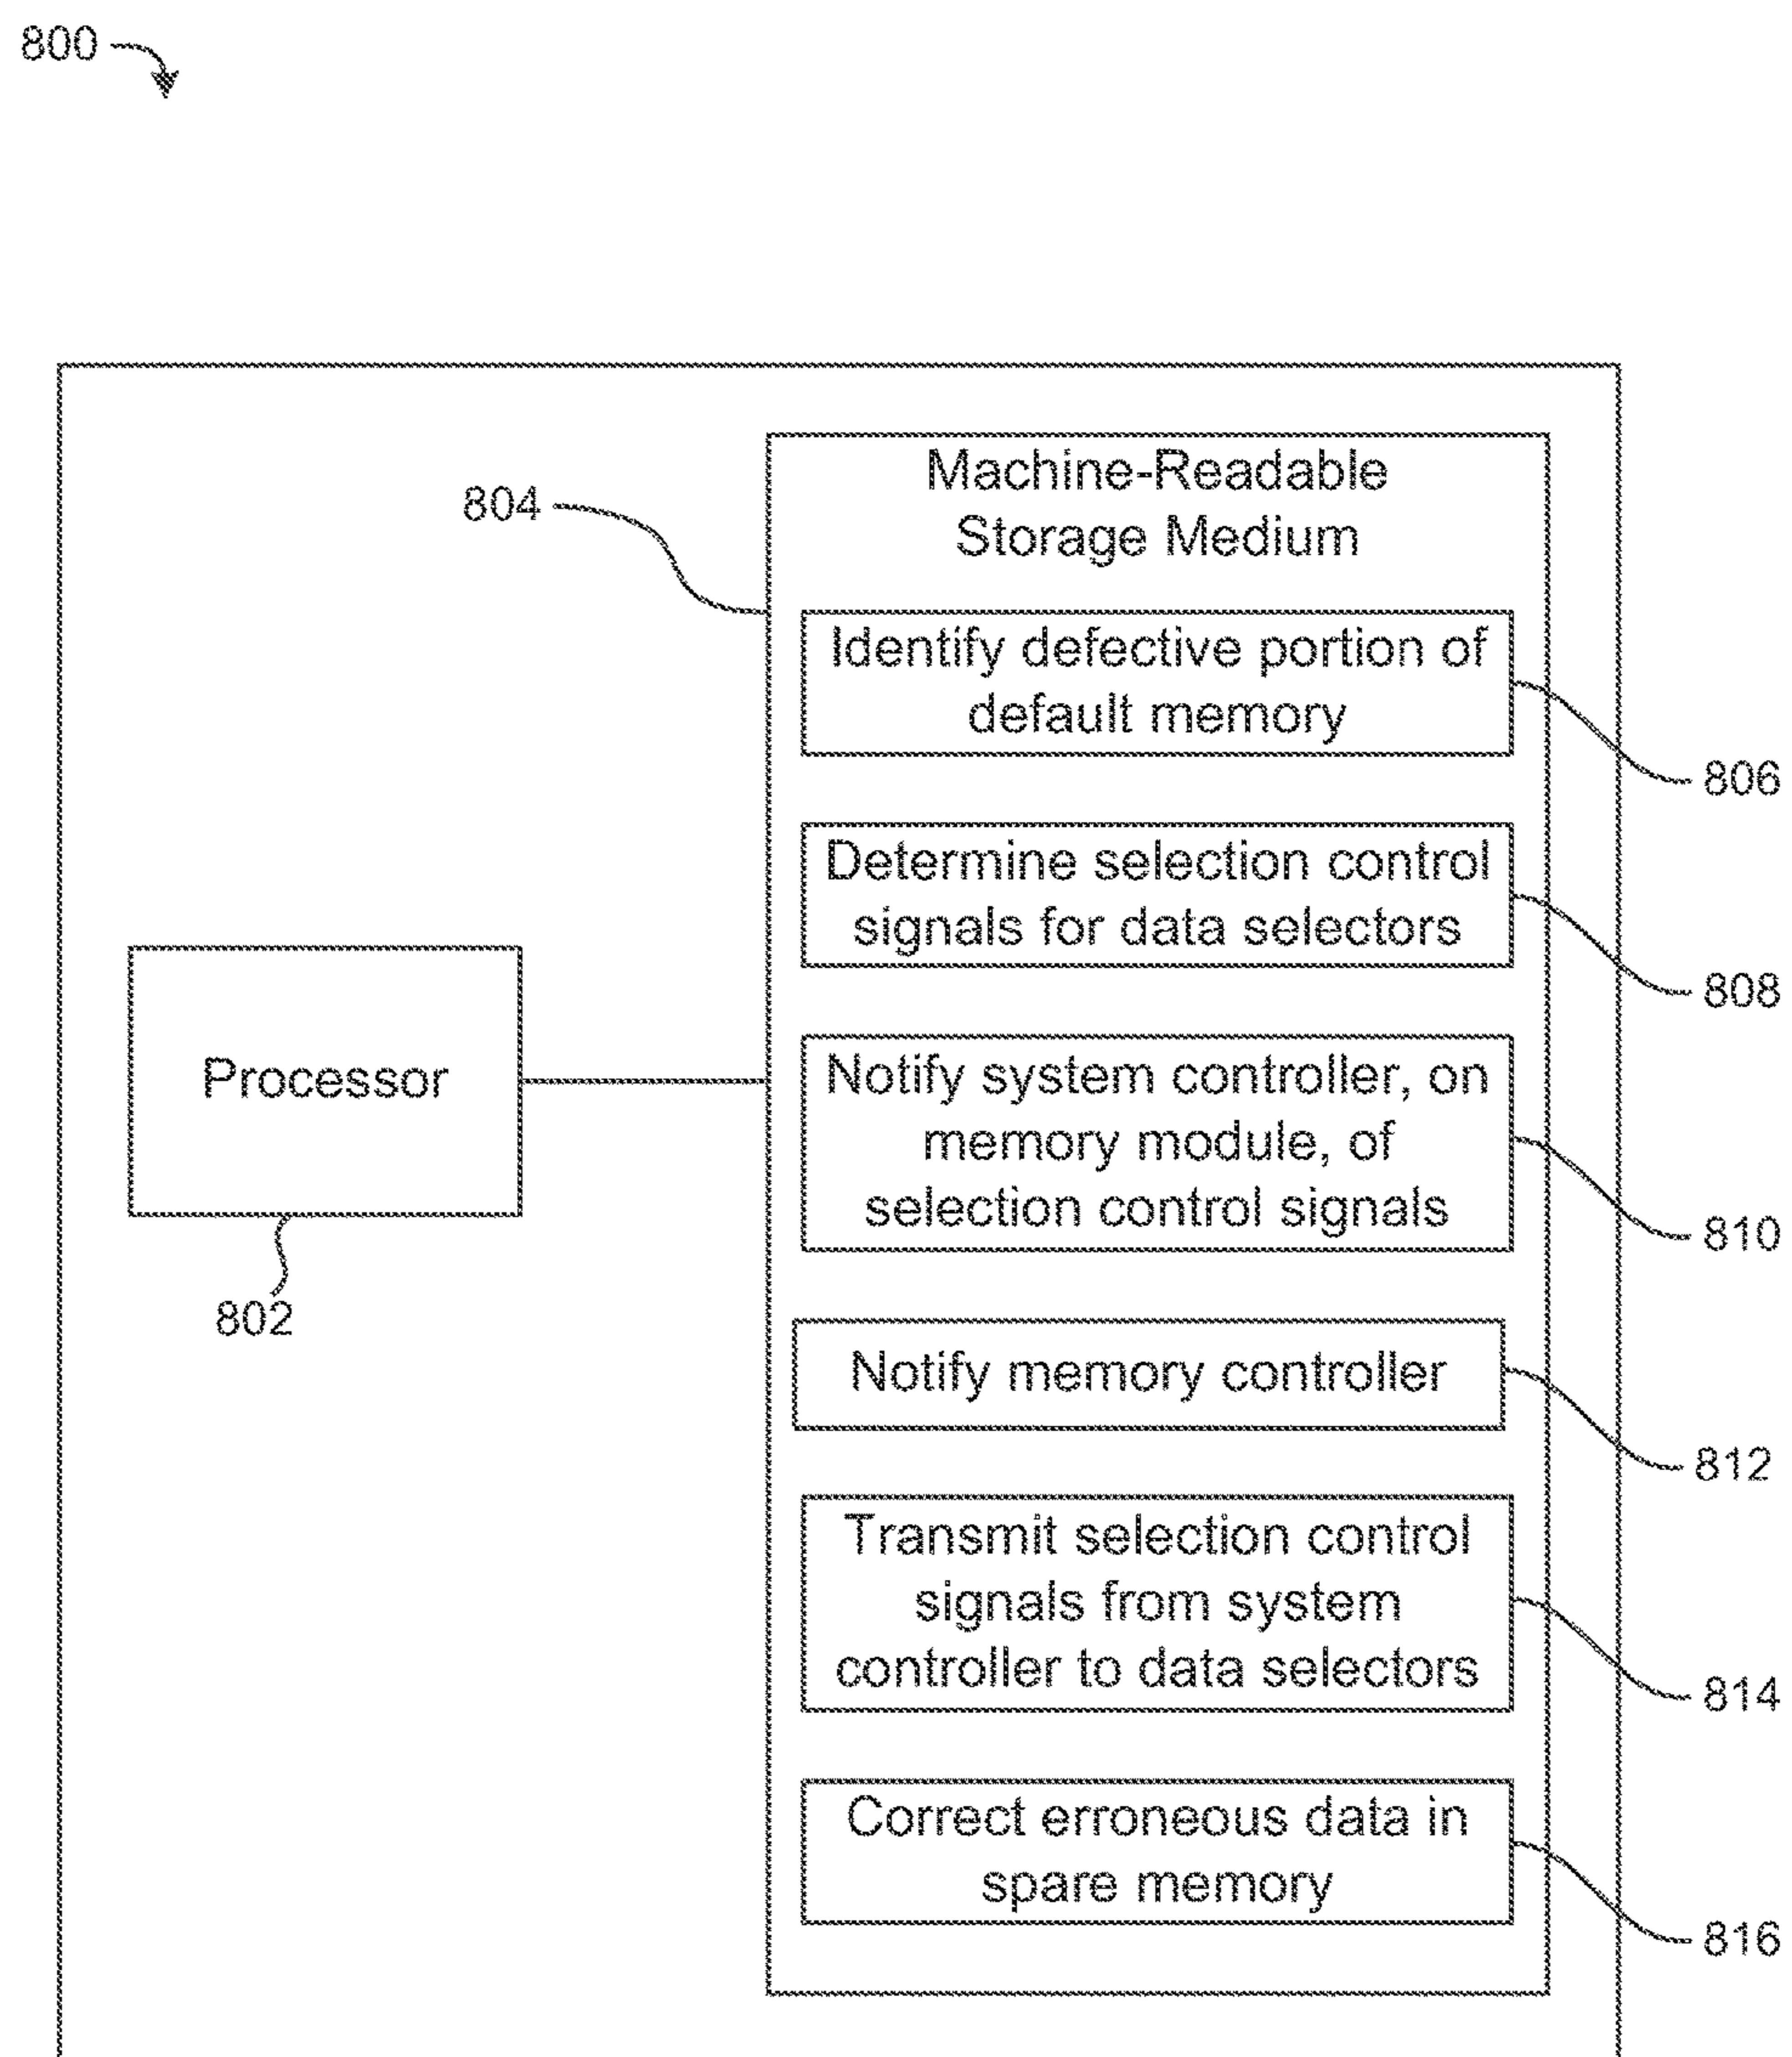 800
Machine-Readable
Storage Medium
804
Identify defective portion of
default memory
806
Determine selection control
signals for data selectors
808
Processor
802
Notify system controller, on
memory module, of
selection control signals
810
Notify memory controller
812
Transmit selection control
signals from system
controller to data selectors
814
Correct erroneous data in
spare memory
816